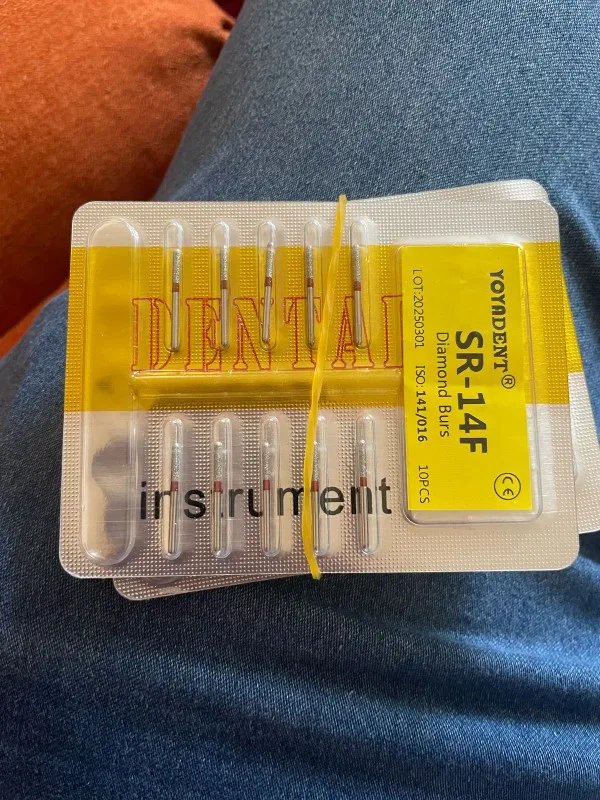 DENTAL
instrument
YOYADENT®
SR-14F
Diamond Burs
LOT:20250301 ISO:141/016 10PCS
CE